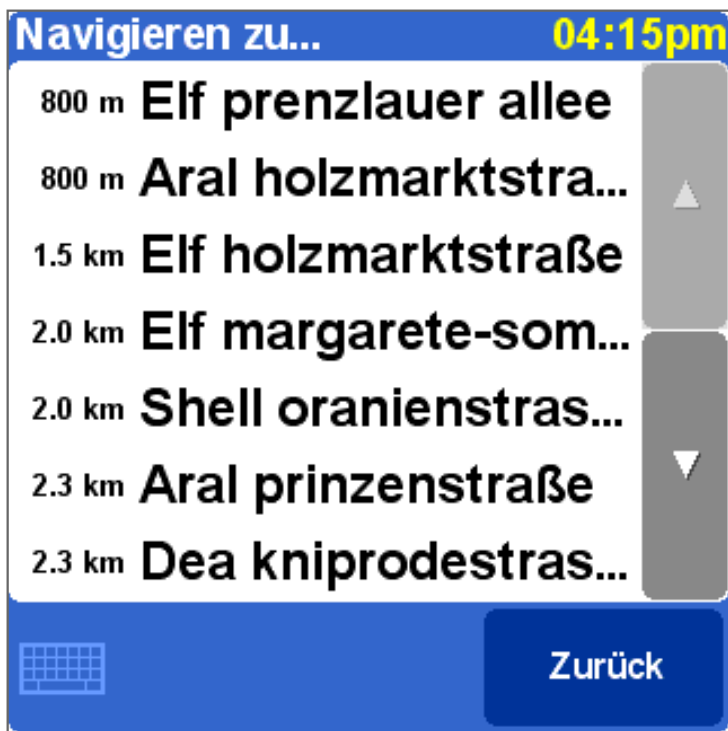 Navigieren zu... 04:15pm
800 m Elf prenzlauer allee
800 m Aral holzmarktstra...
1.5 km Elf holzmarktstraße
2.0 km Elf margarete-som...
2.0 km Shell oranienstras...
2.3 km Aral prinzenstraße
2.3 km Dea kniprodestras...
Zurück